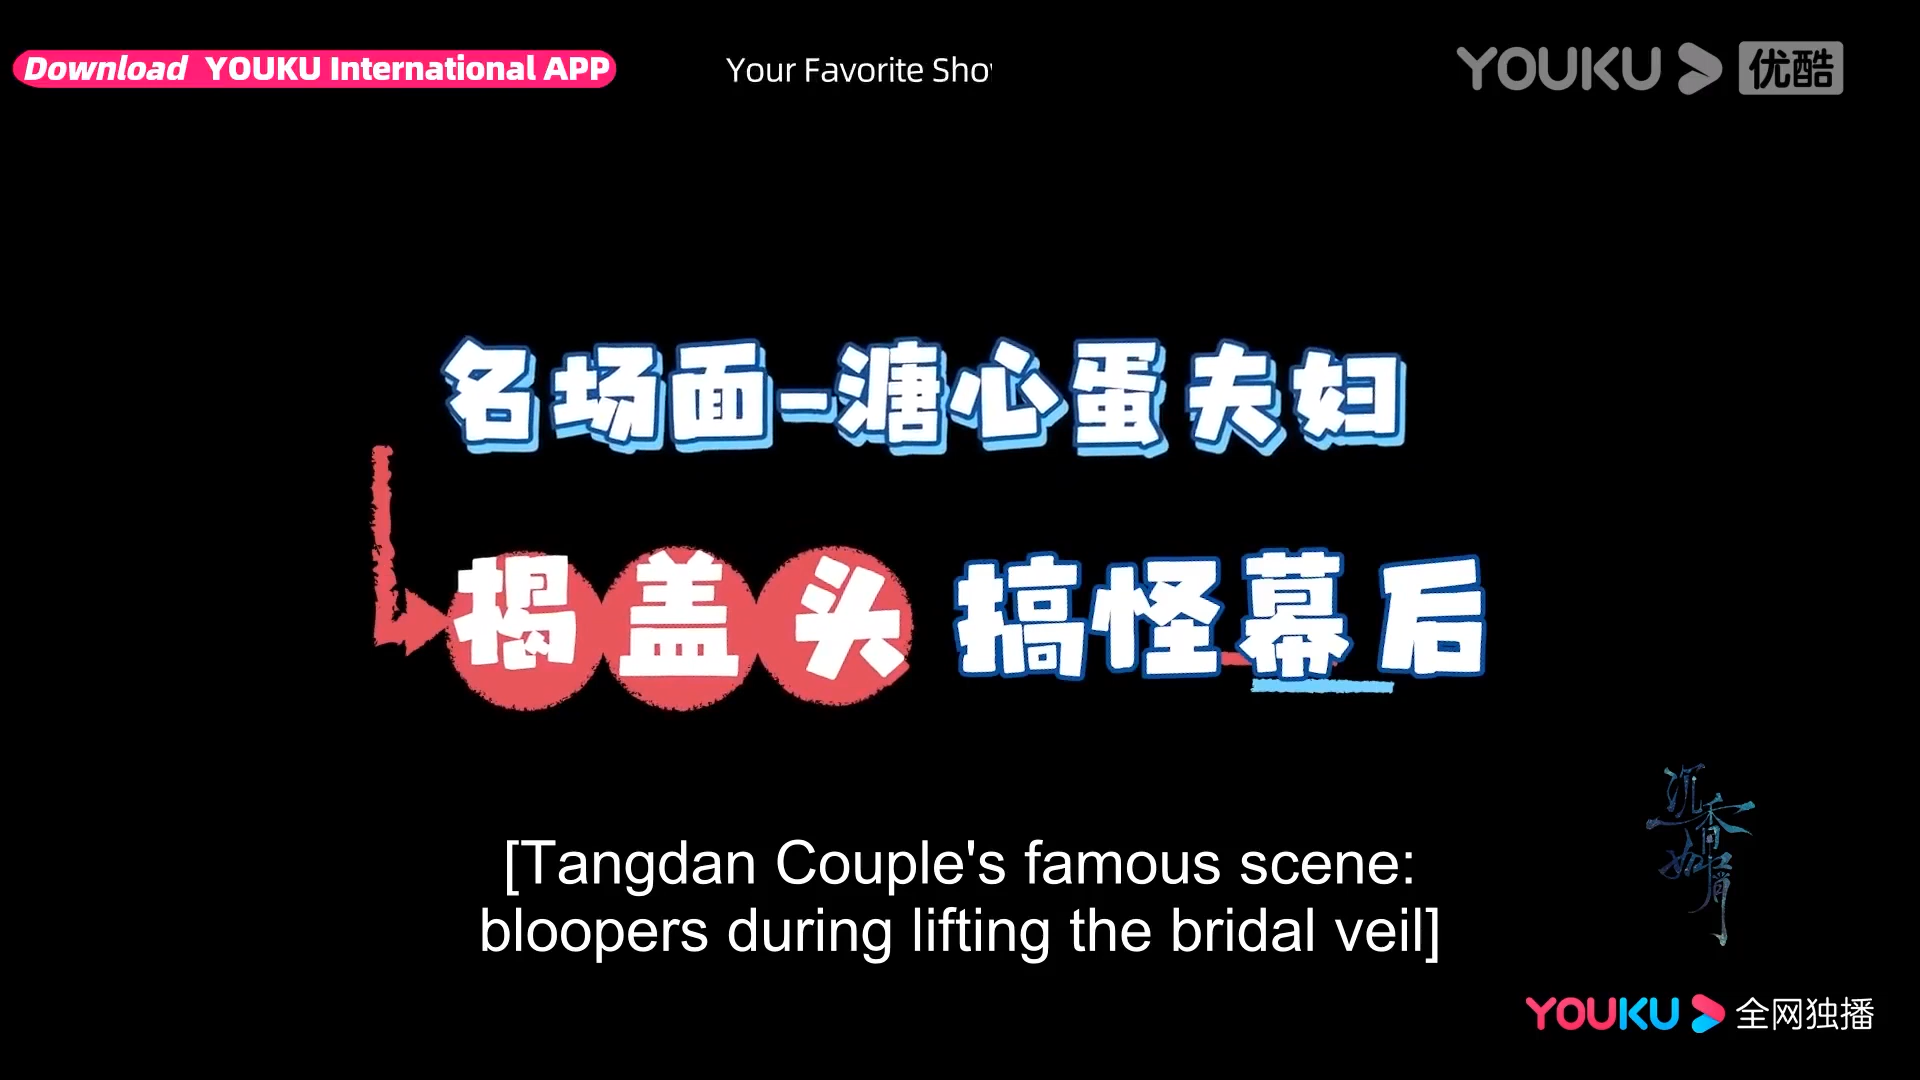 Download YOUKU International APP
Your Favorite Sho
YOUKU 优酷
名场面-溏心蛋夫妇
揭盖头 搞怪幕后
[Tangdan Couple's famous scene:
bloopers during lifting the bridal veil]
沉香如屑
YOUKU 全网独播